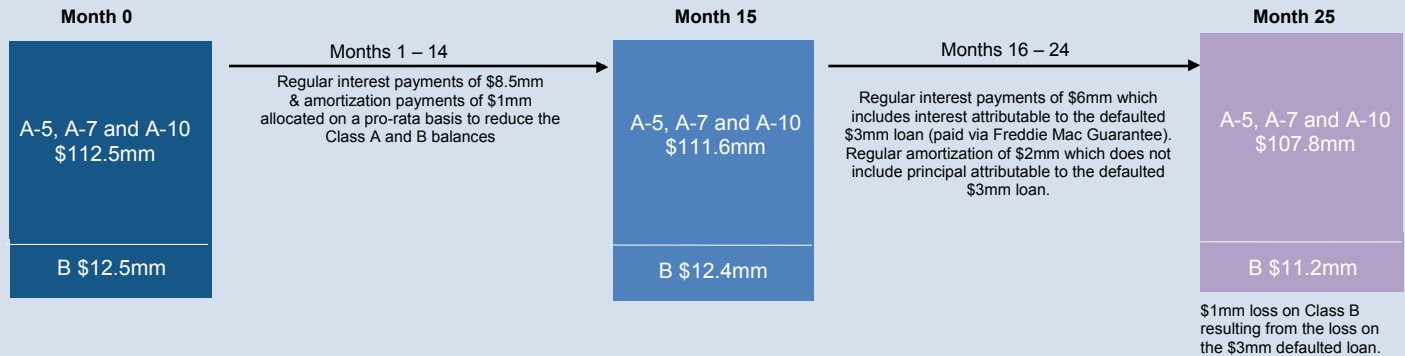 Month 0
Month 15
Month 25
Months 1 – 14
Months 16 – 24
A-5, A-7 and A-10
$112.5mm
B $12.5mm
Regular interest payments of $8.5mm
& amortization payments of $1mm
allocated on a pro-rata basis to reduce the
Class A and B balances
A-5, A-7 and A-10
$111.6mm
B $12.4mm
Regular interest payments of $6mm which
includes interest attributable to the defaulted
$3mm loan (paid via Freddie Mac Guarantee).
Regular amortization of $2mm which does not
include principal attributable to the defaulted
$3mm loan.
A-5, A-7 and A-10
$107.8mm
B $11.2mm
$1mm loss on Class B
resulting from the loss on
the $3mm defaulted loan.